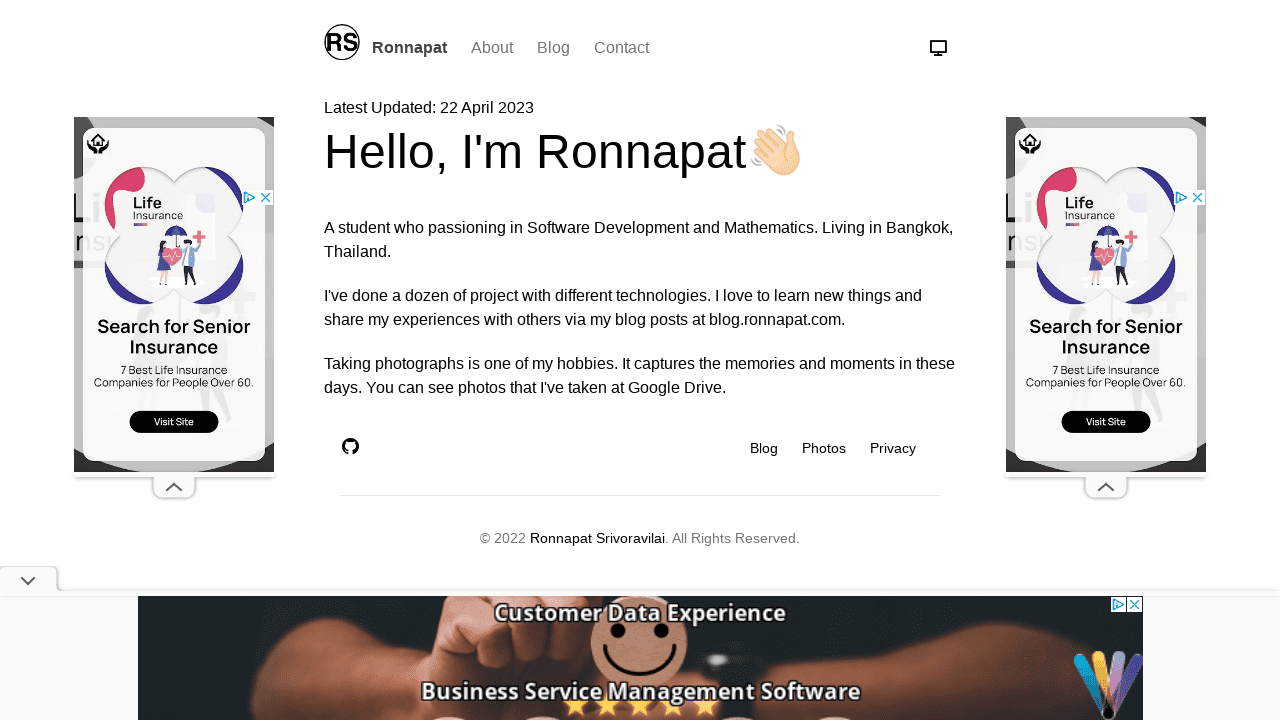 RS Ronnapat About Blog Contact
Latest Updated: 22 April 2023
Hello, I'm Ronnapat
A student who passioning in Software Development and Mathematics. Living in Bangkok,
Thailand.
I've done a dozen of project with different technologies. I love to learn new things and
share my experiences with others via my blog posts at blog.ronnapat.com.
Taking photographs is one of my hobbies. It captures the memories and moments in these
days. You can see photos that I've taken at Google Drive.
Blog Photos Privacy
© 2022 Ronnapat Srivoravilai. All Rights Reserved.
Life
Insurance
Search for Senior
Insurance
7 Best Life Insurance
Companies for People Over 60.
Visit Site
Life
Insurance
Search for Senior
Insurance
7 Best Life Insurance
Companies for People Over 60.
Visit Site
Customer Data Experience
Business Service Management Software